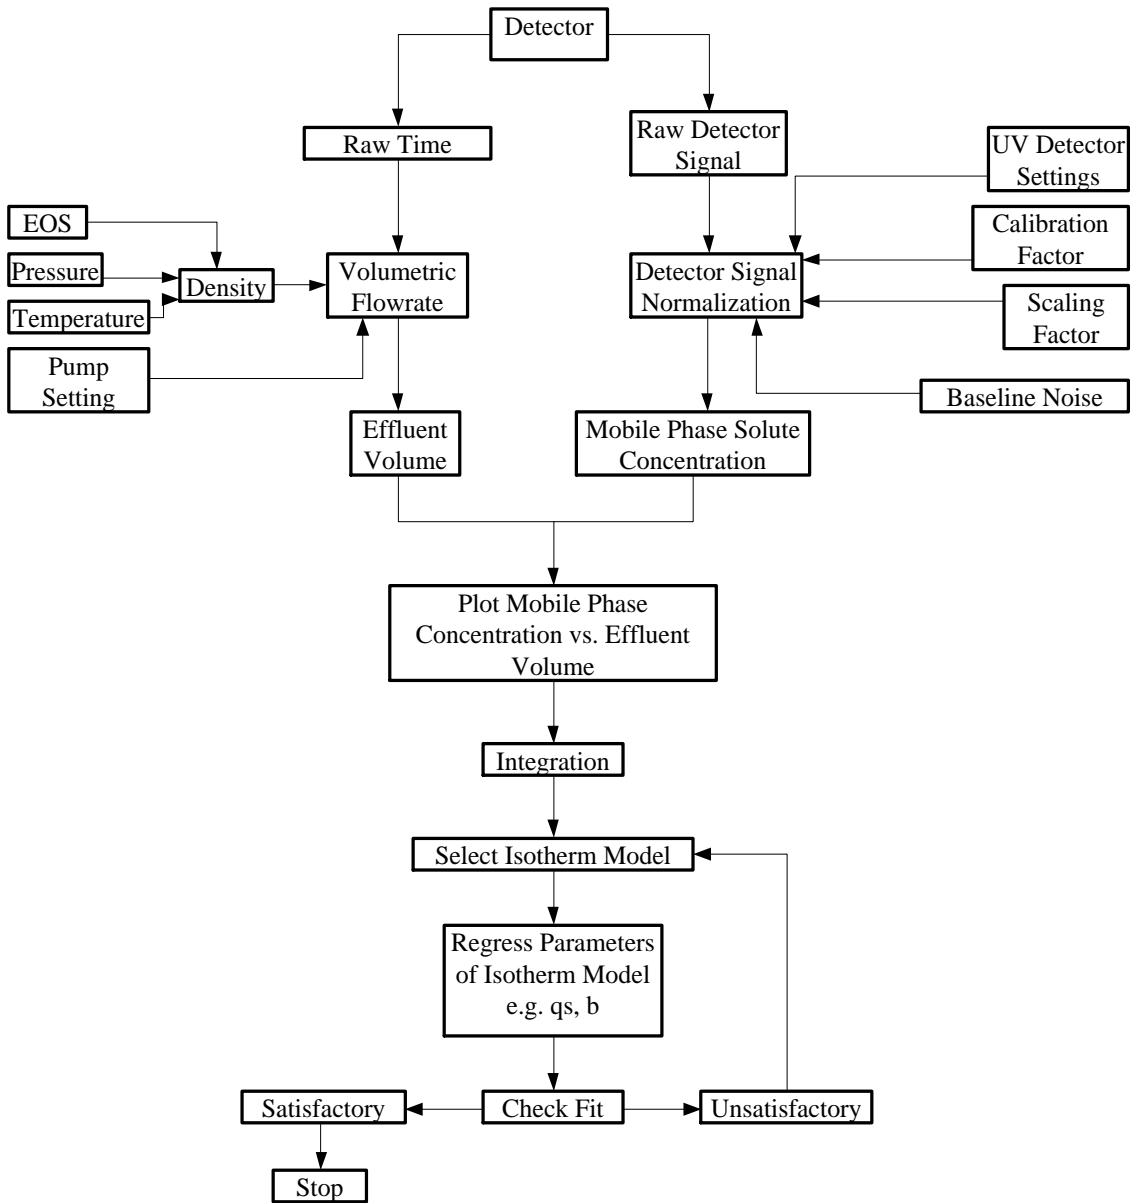 Detector
Raw Time
Raw Detector
Signal
UV Detector
Settings
EOS
Calibration
Factor
Pressure
Density
Volumetric
Flowrate
Detector Signal
Normalization
Temperature
Scaling
Factor
Pump
Setting
Baseline Noise
Effluent
Volume
Mobile Phase Solute
Concentration
Plot Mobile Phase
Concentration vs. Effluent
Volume
Integration
Select Isotherm Model
Regress Parameters
of Isotherm Model
e.g. qs, b
Satisfactory
Check Fit
Unsatisfactory
Stop